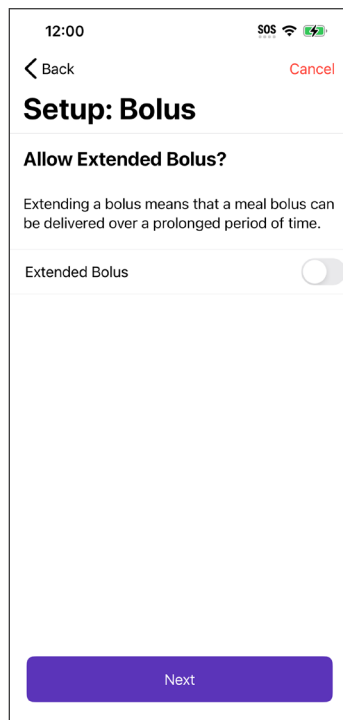 12:00 SOS
Back Cancel
Setup: Bolus
Allow Extended Bolus?
Extending a bolus means that a meal bolus can
be delivered over a prolonged period of time.
Extended Bolus
Next